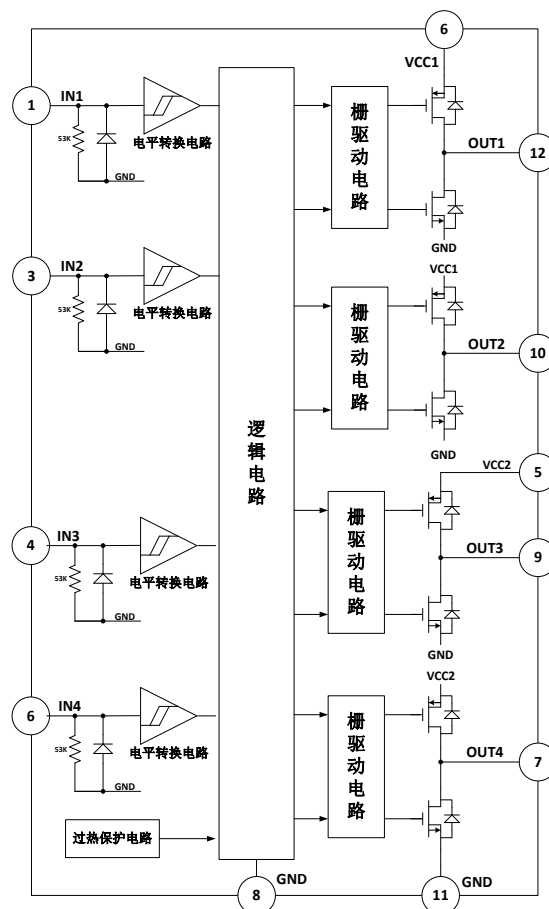 6
VCC1
1
IN1
53K
GND
电平转换电路
栅驱动电路
OUT1
12
GND
3
IN2
53K
GND
电平转换电路
VCC1
栅驱动电路
OUT2
10
GND
逻辑电路
VCC2
5
4
IN3
53K
GND
电平转换电路
栅驱动电路
OUT3
9
GND
6
IN4
53K
GND
电平转换电路
VCC2
栅驱动电路
OUT4
7
过热保护电路
8
GND
11
GND